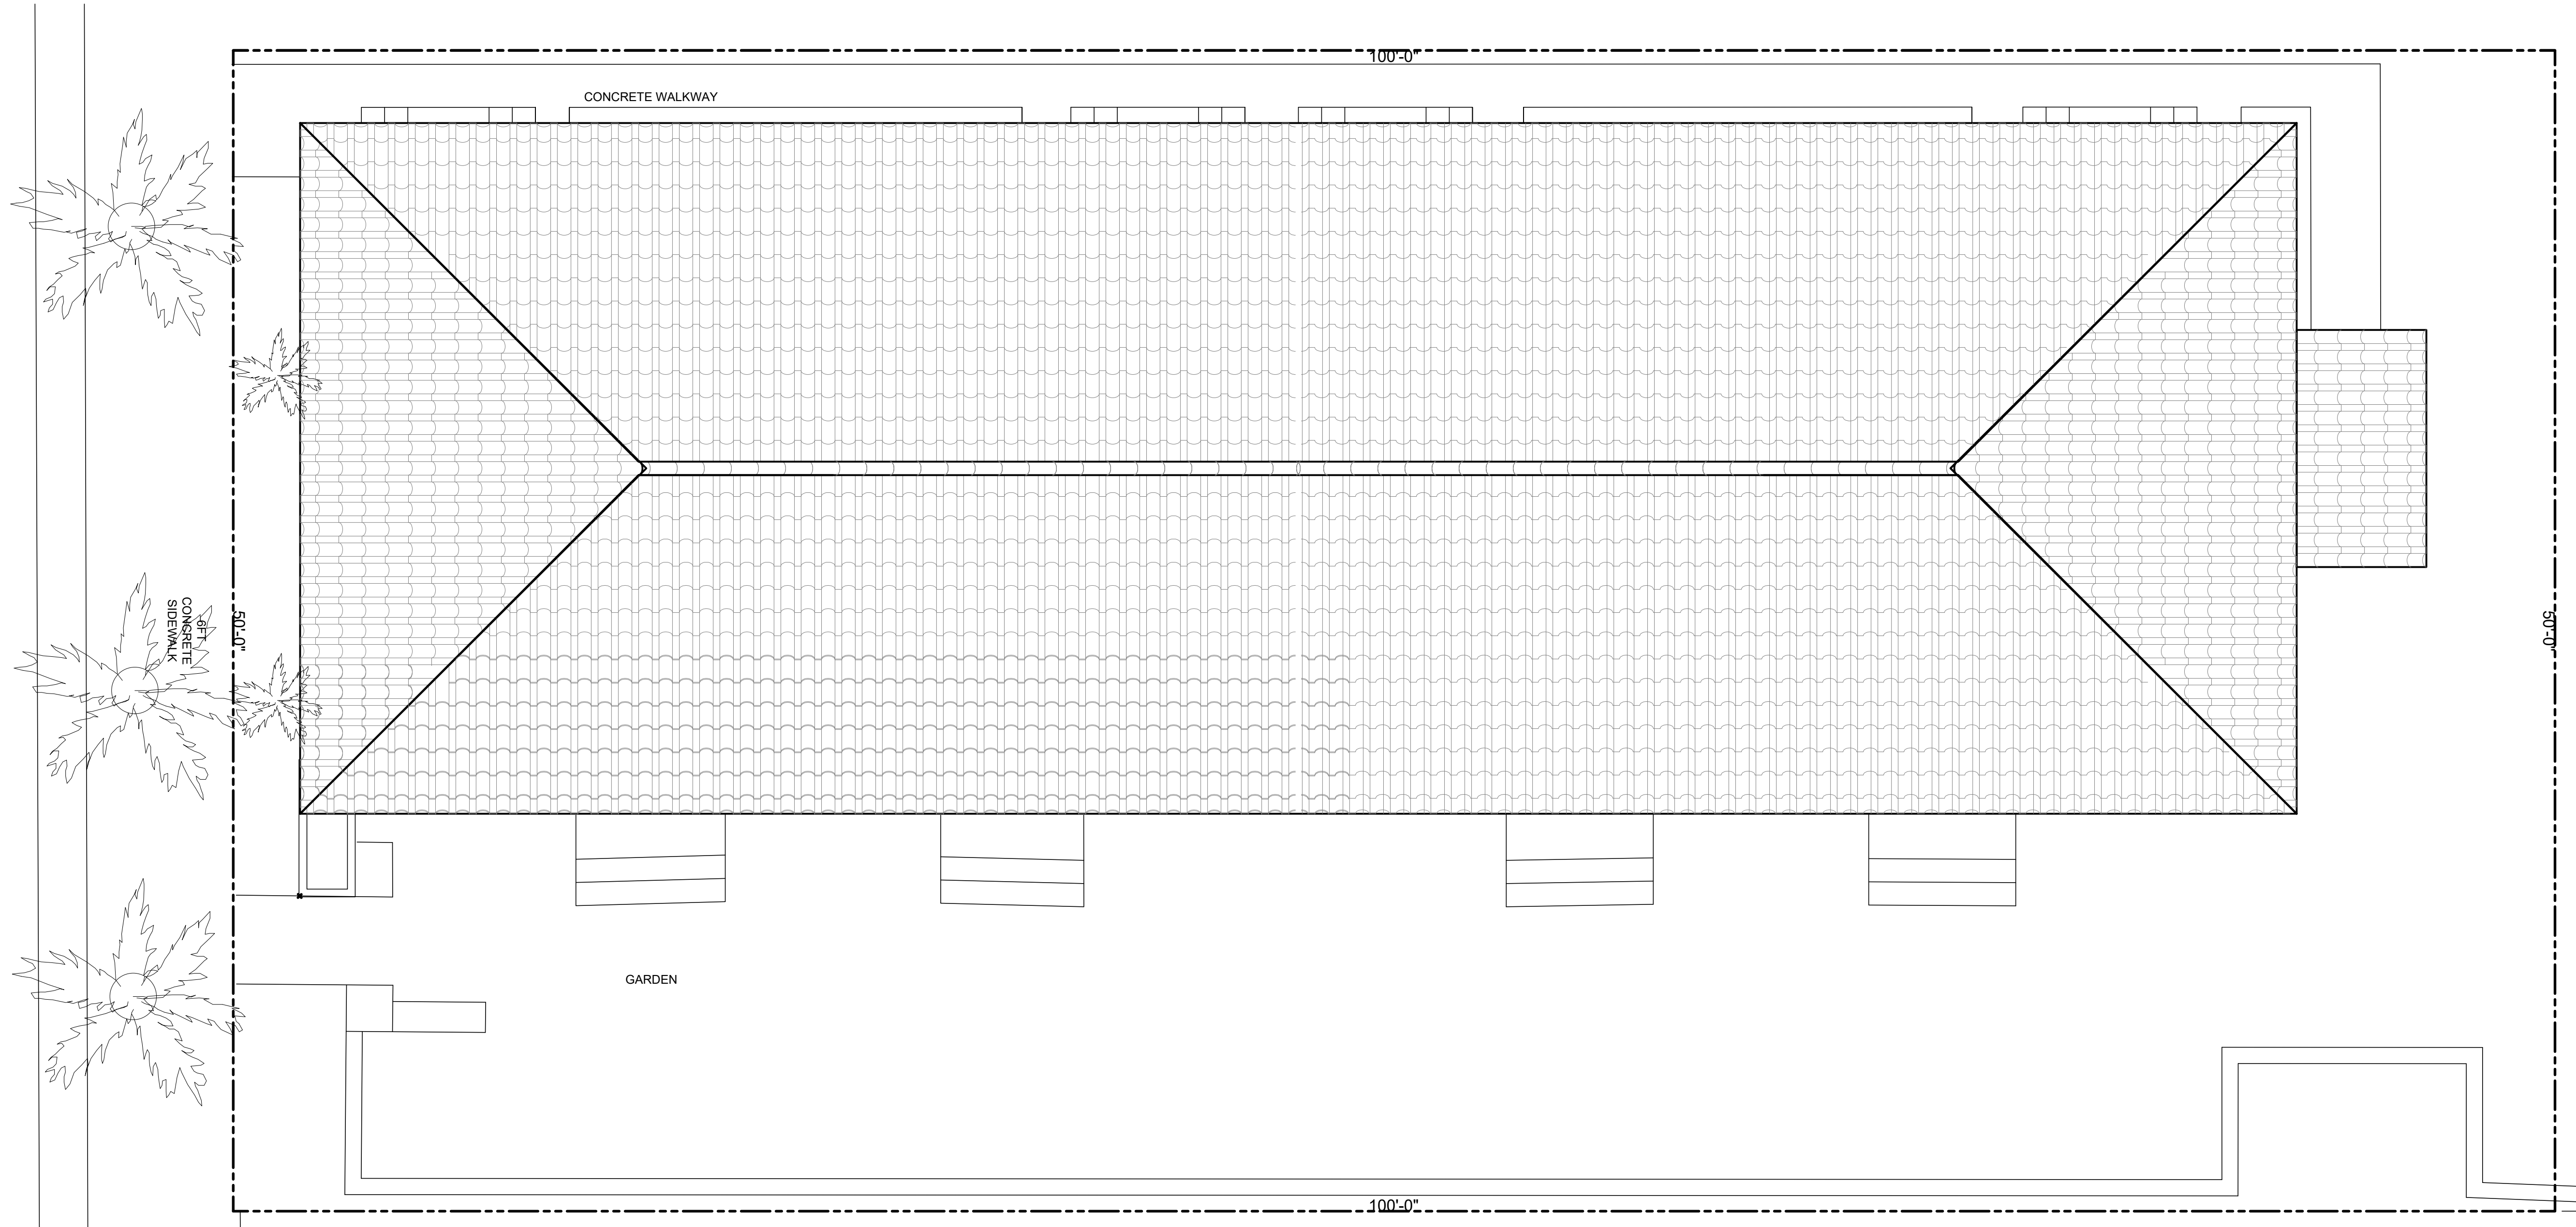 100'-0"
CONCRETE WALKWAY
6FT
CONCRETE
SIDEWALK
50'-0"
50'-0"
GARDEN
100'-0"